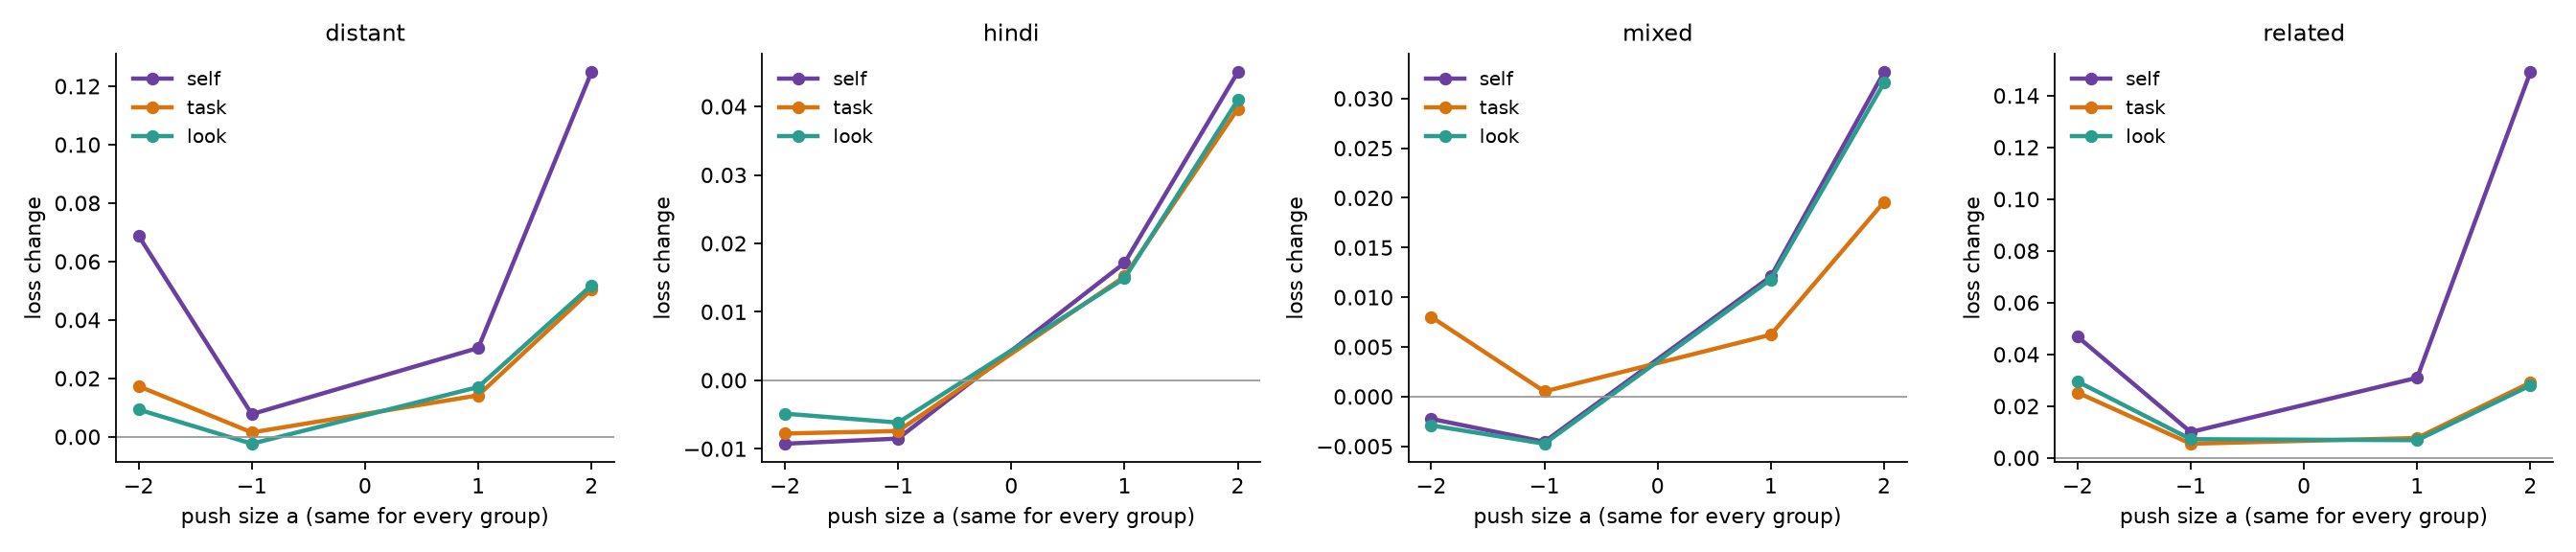 distant
self
task
look
0.12
0.10
0.08
0.06
0.04
0.02
0.00
loss change
−2 −1 0 1 2
push size a (same for every group)
hindi
self
task
look
0.04
0.03
0.02
0.01
0.00
−0.01
loss change
−2 −1 0 1 2
push size a (same for every group)
mixed
self
task
look
0.030
0.025
0.020
0.015
0.010
0.005
0.000
−0.005
loss change
−2 −1 0 1 2
push size a (same for every group)
related
self
task
look
0.14
0.12
0.10
0.08
0.06
0.04
0.02
0.00
loss change
−2 −1 0 1 2
push size a (same for every group)